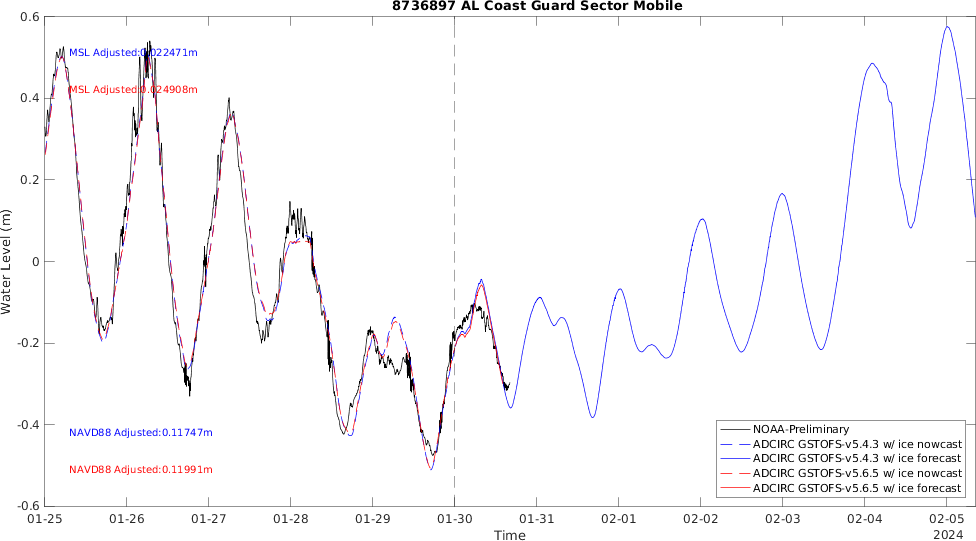 8736897 AL Coast Guard Sector Mobile
0.6
0.4
0.2
0
-0.2
-0.4
-0.6
Water Level (m)
MSL Adjusted:0.022471m
MSL Adjusted:0.024908m
NAVD88 Adjusted:0.11747m
NAVD88 Adjusted:0.11991m
NOAA-Preliminary
ADCIRC GSTOFS-v5.4.3 w/ ice nowcast
ADCIRC GSTOFS-v5.4.3 w/ ice forecast
ADCIRC GSTOFS-v5.6.5 w/ ice nowcast
ADCIRC GSTOFS-v5.6.5 w/ ice forecast
01-25 01-26 01-27 01-28 01-29 01-30 01-31 02-01 02-02 02-03 02-04 02-05
2024
Time